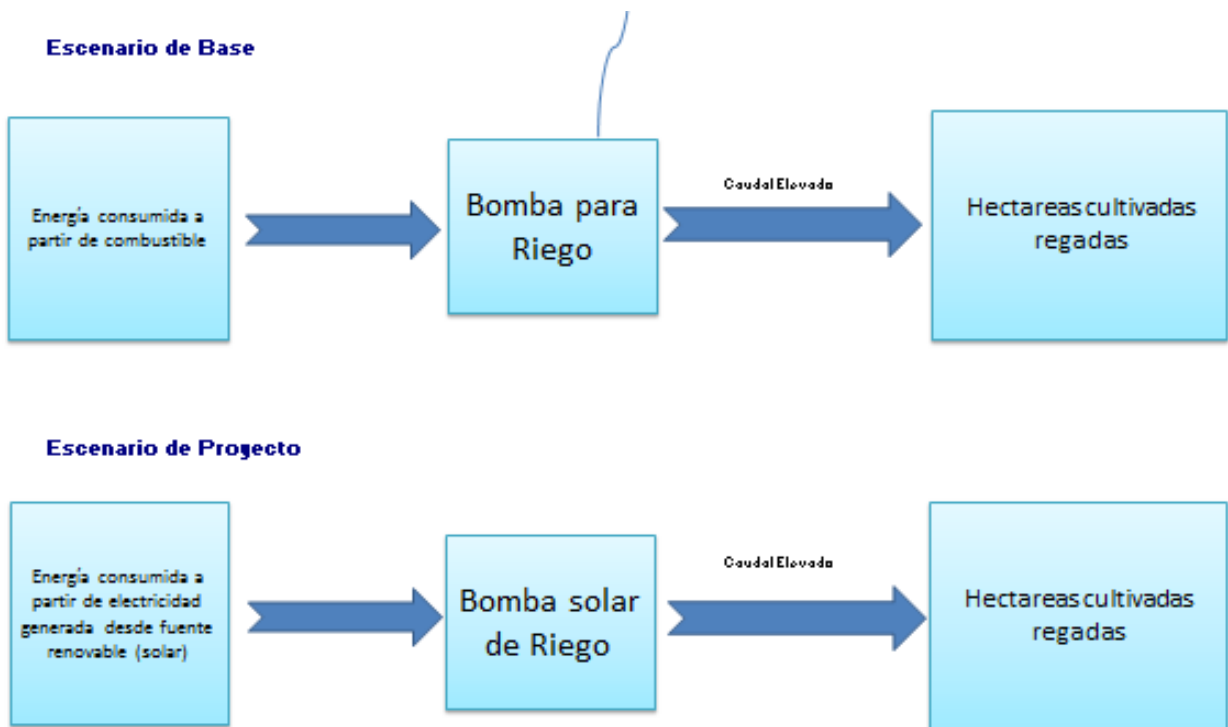 Escenario de Base
Energía consumida a
partir de combustible
Bomba para
Riego
Caudal Elevado
Hectareas cultivadas
regadas
Escenario de Proyecto
Energía consumida a
partir de electricidad
generada desde fuente
renovable (solar)
Bomba solar
de Riego
Caudal Elevado
Hectareas cultivadas
regadas